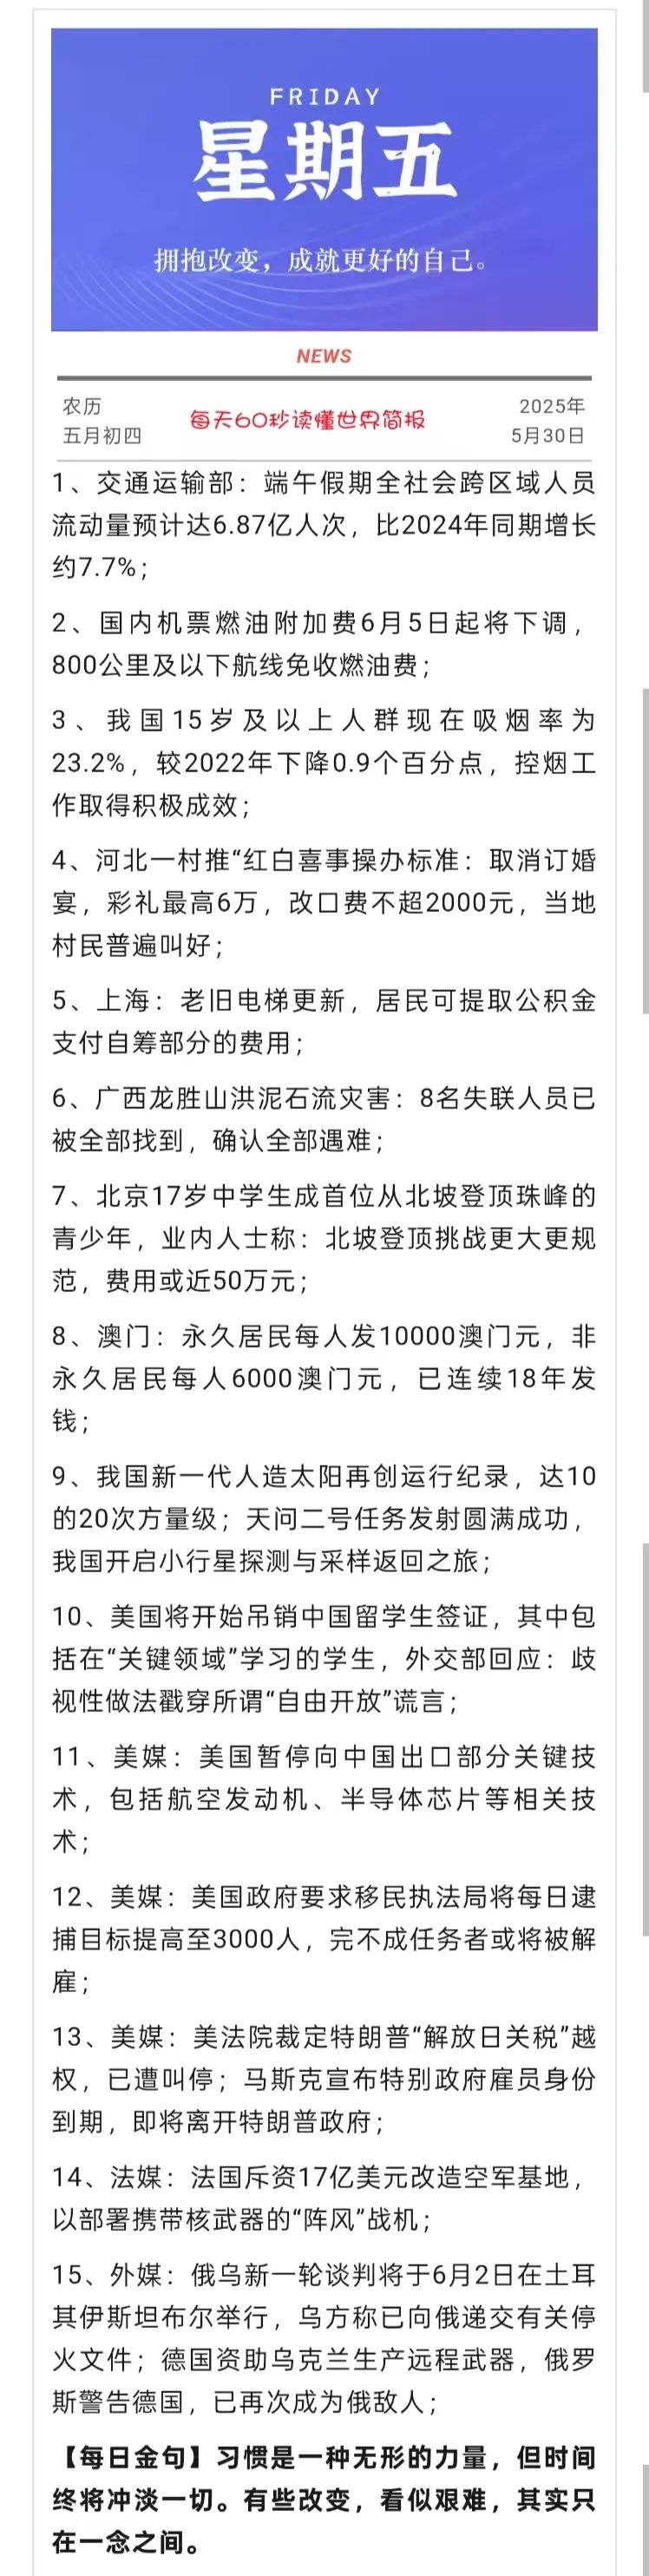 FRIDAY
星期五
拥抱改变，成就更好的自己。
NEWS
农历
五月初四
每天60秒读懂世界简报
2025年
5月30日
1、交通运输部：端午假期全社会跨区域人员
流动量预计达6.87亿人次，比2024年同期增长
约7.7%；
2、国内机票燃油附加费6月5日起将下调，
800公里及以下航线免收燃油费；
3、我国15岁及以上人群现在吸烟率为
23.2%，较2022年下降0.9个百分点，控烟工
作取得积极成效；
4、河北一村推“红白喜事操办标准：取消订婚
宴，彩礼最高6万，改口费不超2000元，当地
村民普遍叫好；
5、上海：老旧电梯更新，居民可提取公积金
支付自筹部分的费用；
6、广西龙胜山洪泥石流灾害：8名失联人员已
被全部找到，确认全部遇难；
7、北京17岁中学生成首位从北坡登顶珠峰的
青少年，业内人士称：北坡登顶挑战更大更规
范，费用或近50万元；
8、澳门：永久居民每人发10000澳门元，非
永久居民每人6000澳门元，已连续18年发
钱；
9、我国新一代人造太阳再创运行纪录，达10
的20次方量级；天问二号任务发射圆满成功，
我国开启小行星探测与采样返回之旅；
10、美国将开始吊销中国留学生签证，其中包
括在“关键领域”学习的学生，外交部回应：歧
视性做法戳穿所谓“自由开放”谎言；
11、美媒：美国暂停向中国出口部分关键技
术，包括航空发动机、半导体芯片等相关技
术；
12、美媒：美国政府要求移民执法局将每日逮
捕目标提高至3000人，完不成任务者或将被解
雇；
13、美媒：美法院裁定特朗普“解放日关税”越
权，已遭叫停；马斯克宣布特别政府雇员身份
到期，即将离开特朗普政府；
14、法媒：法国斥资17亿美元改造空军基地，
以部署携带核武器的“阵风”战机；
15、外媒：俄乌新一轮谈判将于6月2日在土耳
其伊斯坦布尔举行，乌方称已向俄递交有关停
火文件；德国资助乌克兰生产远程武器，俄罗
斯警告德国，已再次成为俄敌人；
【每日金句】习惯是一种无形的力量，但时间
终将冲淡一切。有些改变，看似艰难，其实只
在一念之间。